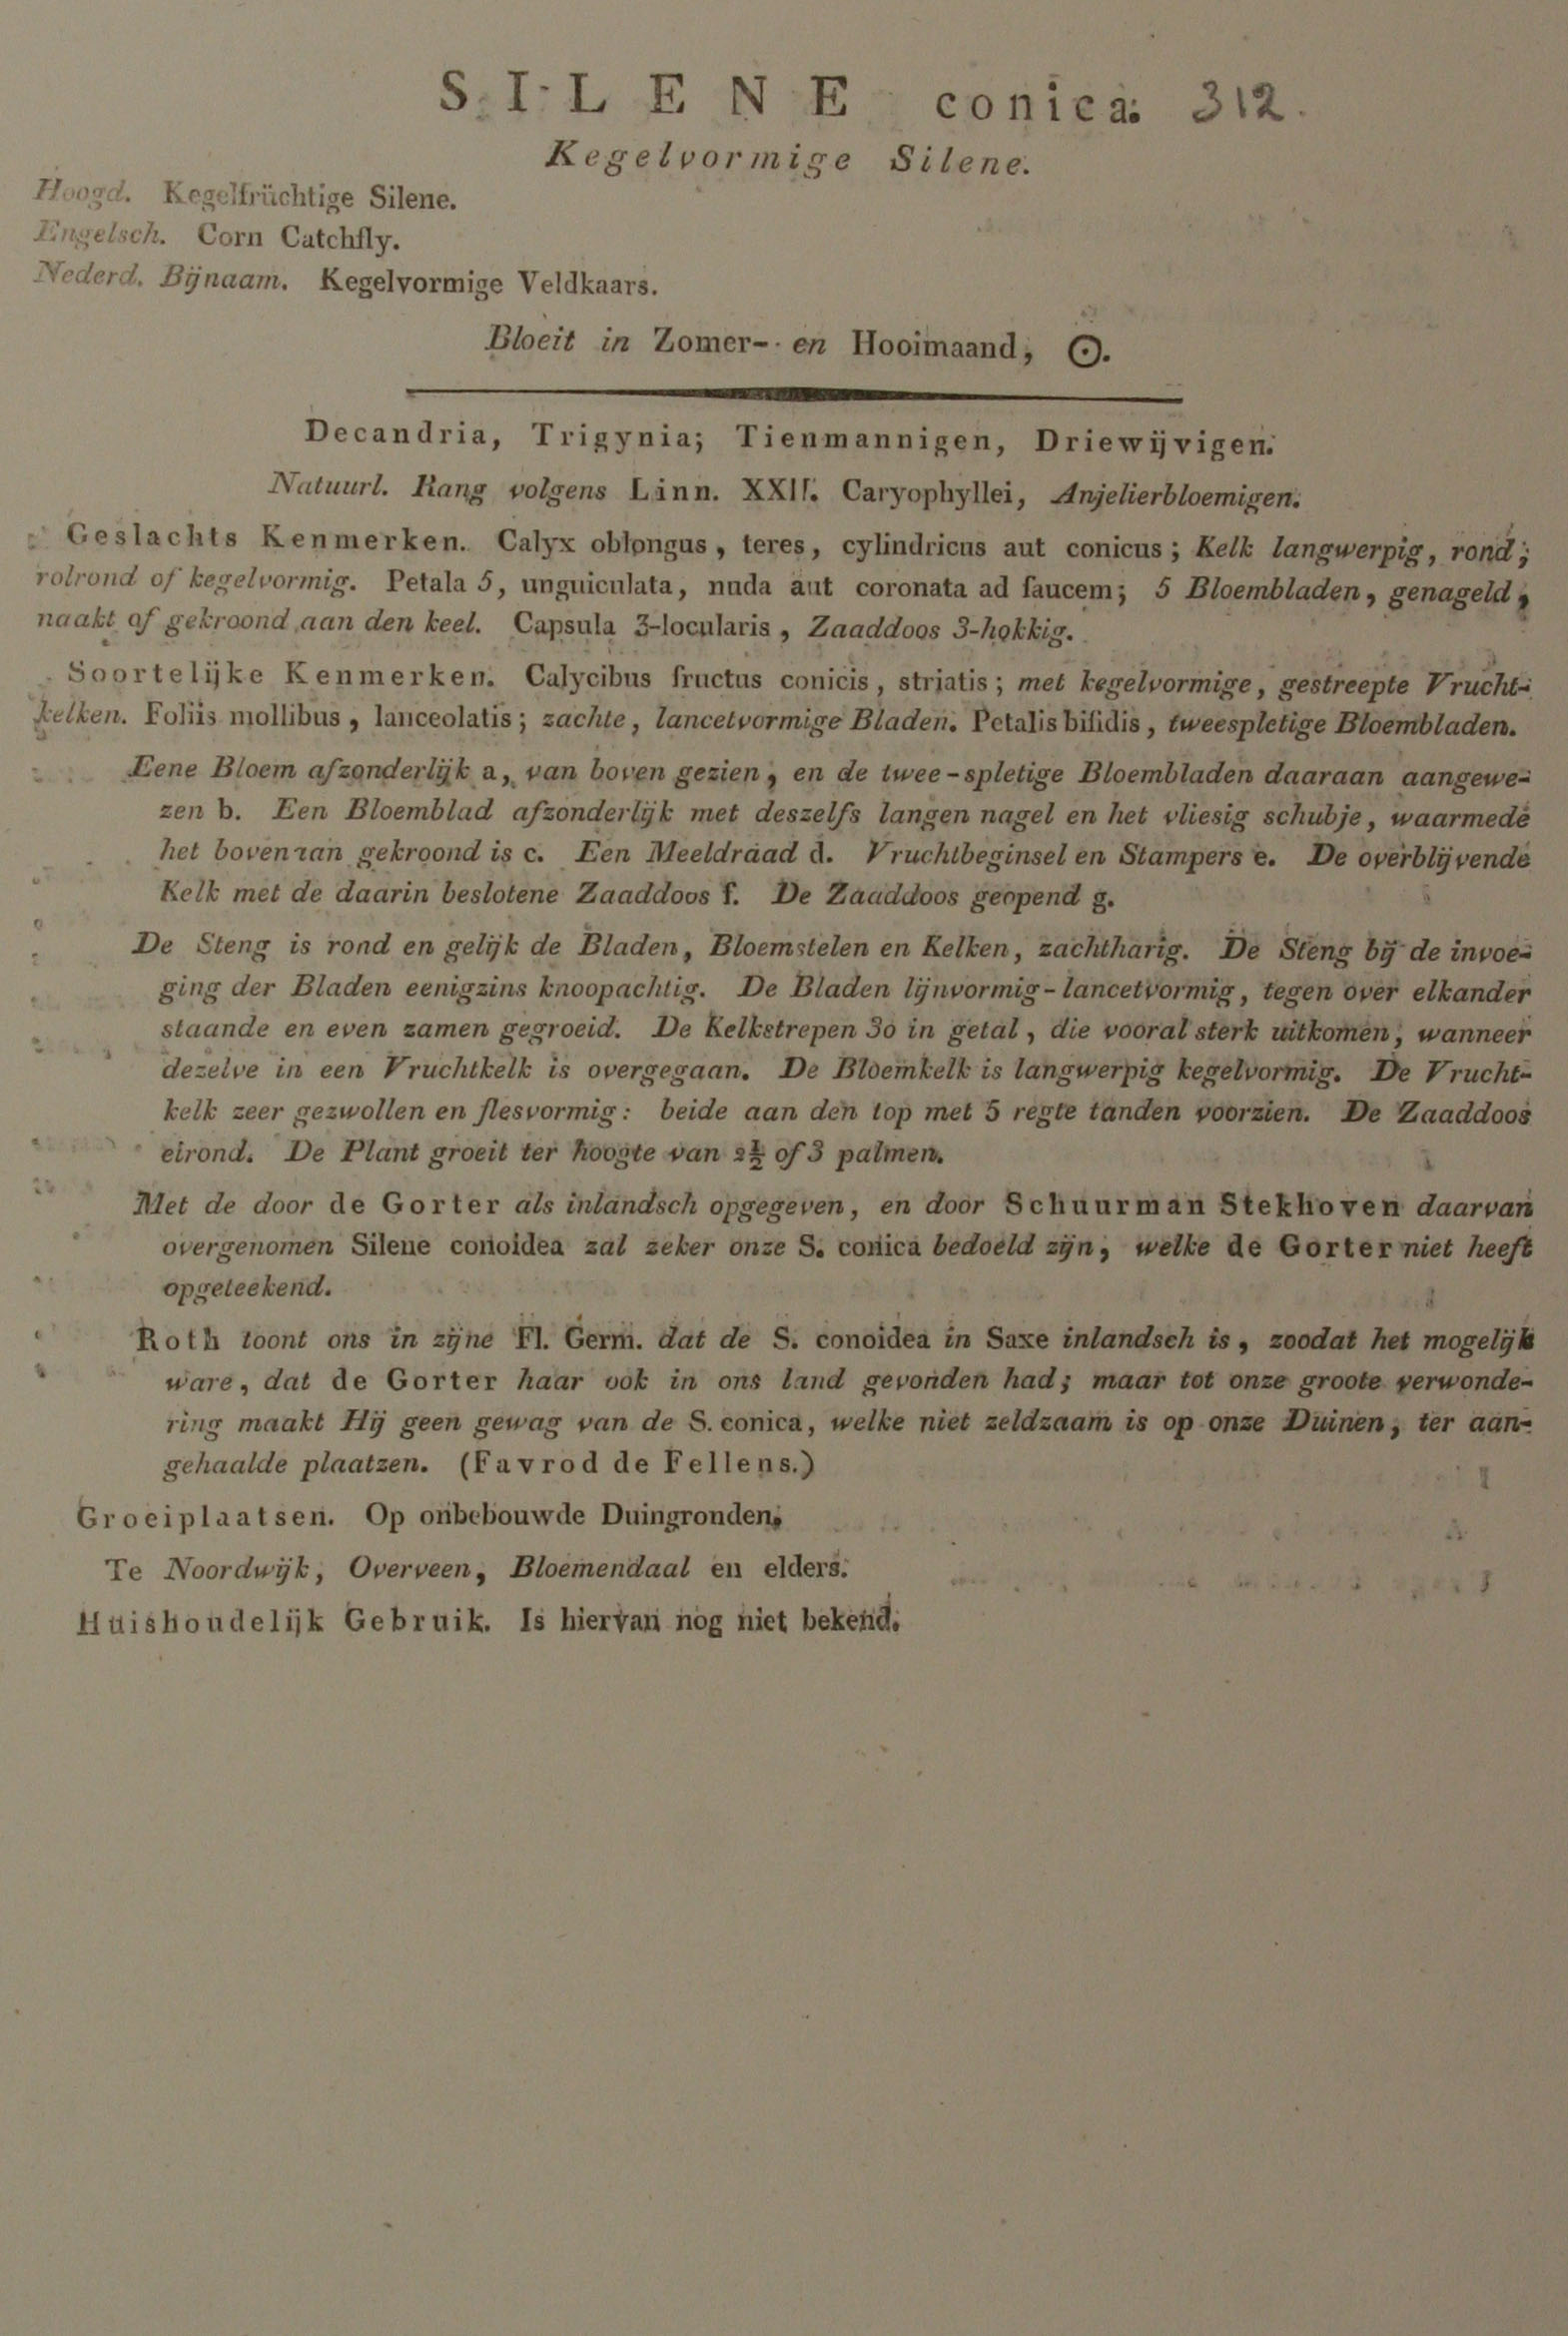 SILENE conica. 312.
Kegelvormige Silene.
Hoogd. Kegelfrüchtige Silene.
Engelsch. Corn Catchfly.
Nederd. Bijnaam. Kegelvormige Veldkaars.
Bloeit in Zomer- en Hooimaand, ⊙.
Decandria, Trigynia; Tienmannigen, Driewijvigen.
Natuurl. Rang volgens Linn. XXII. Caryophyllei, Anjelierbloemigen.
Geslachts Kenmerken. Calyx oblongus, teres, cylindricus aut conicus; Kelk langwerpig, rond;
rolrond of kegelvormig. Petala 5, unguiculata, nuda aut coronata ad faucem; 5 Bloembladen, genageld,
naakt of gekroond aan den keel. Capsula 3-locularis, Zaaddoos 3-hokkig.
Soortelijke Kenmerken. Calycibus fructus conicis, striatis; met kegelvormige, gestreepte Vrucht-
kelken. Foliis mollibus, lanceolatis; zachte, lancetvormige Bladen. Petalis bifidis, tweespletige Bloembladen.
Eene Bloem afzonderlijk a, van boven gezien, en de twee-spletige Bloembladen daaraan aangewe-
zen b. Een Bloemblad afzonderlijk met deszelfs langen nagel en het vliesig schubje, waarmede
het bovenaan gekroond is c. Een Meeldraad d. Vruchtbeginsel en Stampers e. De overblijvende
Kelk met de daarin beslotene Zaaddoos f. De Zaaddoos geopend g.
De Steng is rond en gelijk de Bladen, Bloemstelen en Kelken, zachtharig. De Steng bij de invoe-
ging der Bladen eenigzins knoopachtig. De Bladen lijnvormig-lancetvormig, tegen over elkander
staande en even zamen gegroeid. De Kelkstrepen 30 in getal, die vooral sterk uitkomen, wanneer
dezelve in een Vruchtkelk is overgegaan. De Bloemkelk is langwerpig kegelvormig. De Vrucht-
kelk zeer gezwollen en flesvormig: beide aan den top met 5 regte tanden voorzien. De Zaaddoos
eirond. De Plant groeit ter hoogte van 2½ of 3 palmen.
Met de door de Gorter als inlandsch opgegeven, en door Schuurman Stekhoven daarvan
overgenomen Silene conoidea zal zeker onze S. conica bedoeld zijn, welke de Gorter niet heeft
opgeteekend.
Roth toont ons in zijne Fl. Germ. dat de S. conoidea in Saxe inlandsch is, zoodat het mogelijk
ware, dat de Gorter haar ook in ons land gevonden had; maar tot onze groote verwonde-
ring maakt Hij geen gewag van de S. conica, welke niet zeldzaam is op onze Duinen, ter aan-
gehaalde plaatzen. (Favrod de Fellens.)
Groeiplaatsen. Op onbebouwde Duingronden,
Te Noordwijk, Overveen, Bloemendaal en elders.
Huishoudelijk Gebruik. Is hiervan nog niet bekend.